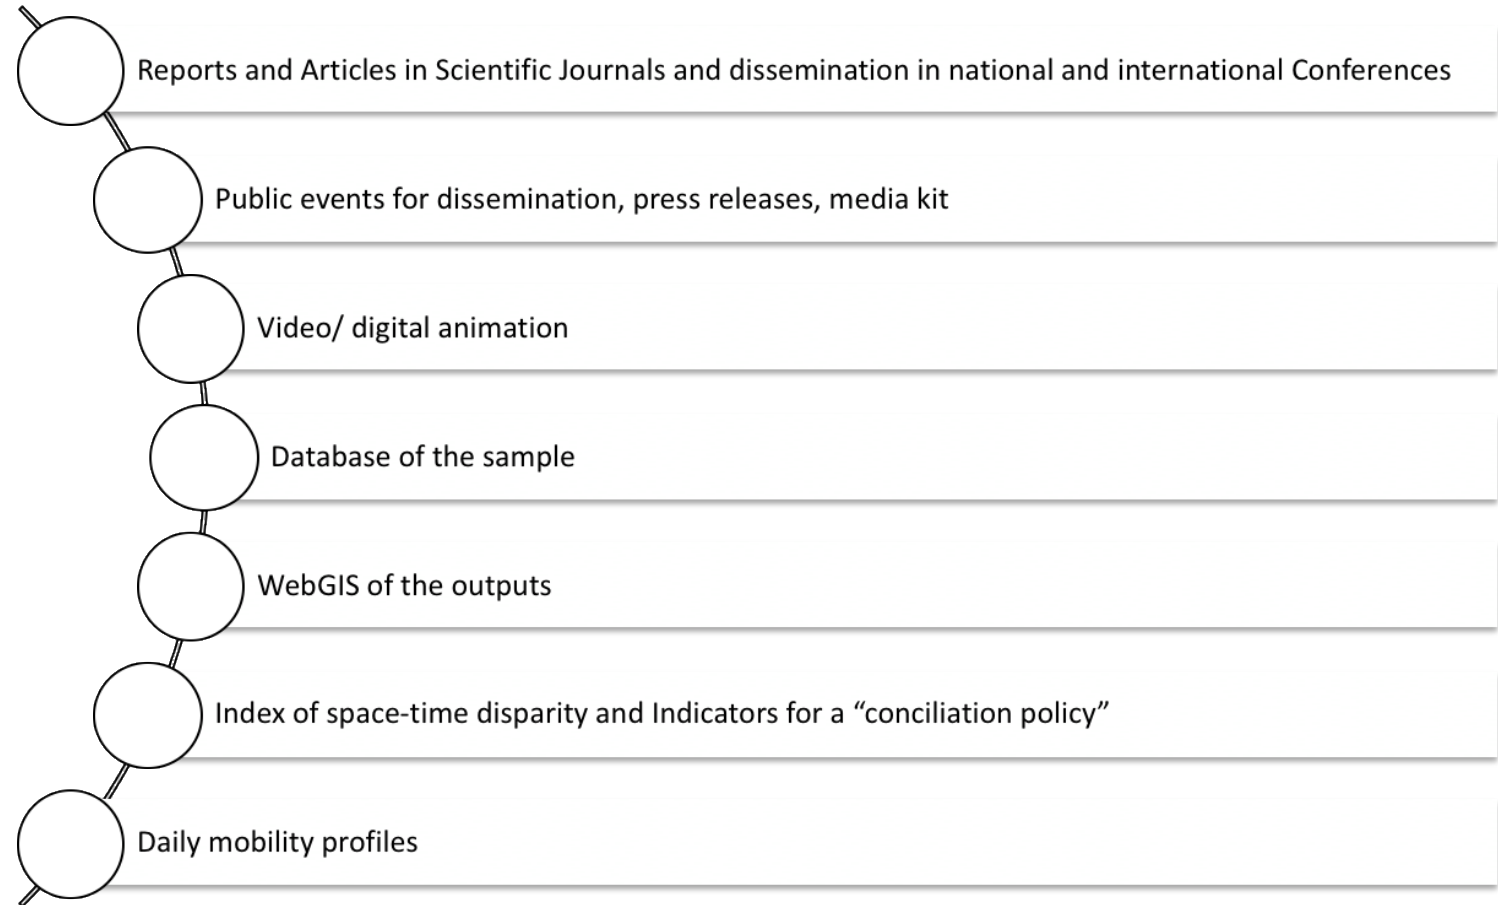 Reports and Articles in Scientific Journals and dissemination in national and international Conferences
Public events for dissemination, press releases, media kit
Video/ digital animation
Database of the sample
WebGIS of the outputs
Index of space-time disparity and Indicators for a “conciliation policy”
Daily mobility profiles